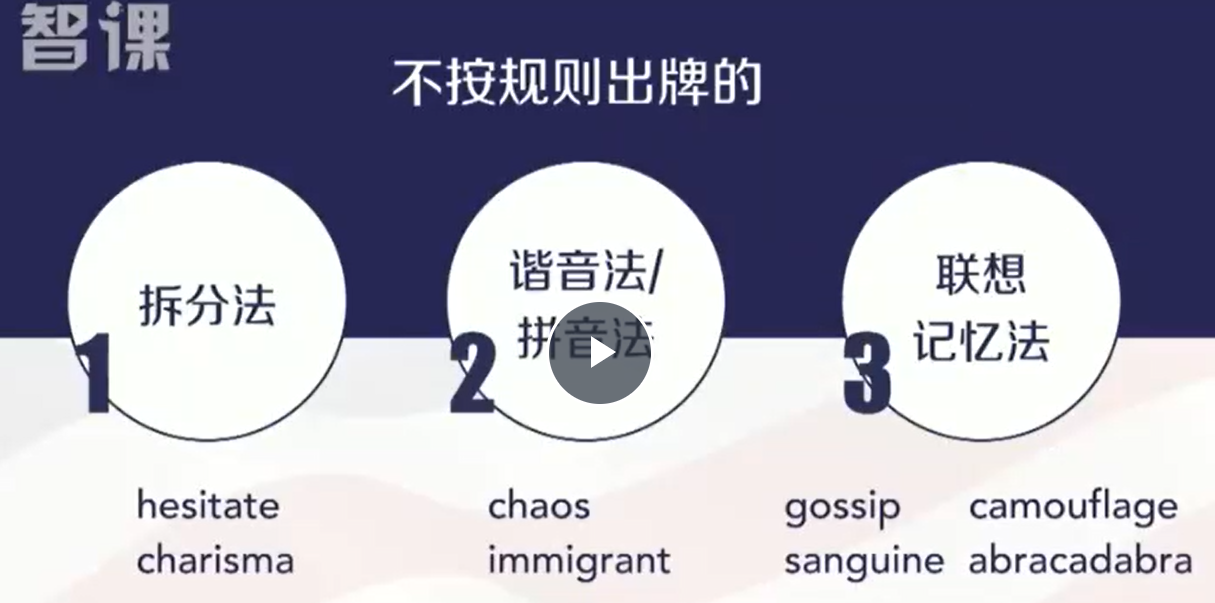 智课
不按规则出牌的
拆分法
1
谐音法/
拼音法
2
联想
记忆法
3
hesitate
charisma
chaos
immigrant
gossip camouflage
sanguine abracadabra